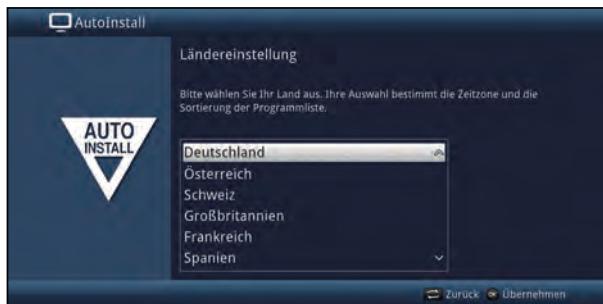 AutoInstall
Ländereinstellung
Bitte wählen Sie Ihr Land aus. Ihre Auswahl bestimmt die Zeitzone und die
Sortierung der Programmliste.
AUTO
INSTALL
Deutschland
Österreich
Schweiz
Großbritannien
Frankreich
Spanien
Zurück OK Übernehmen